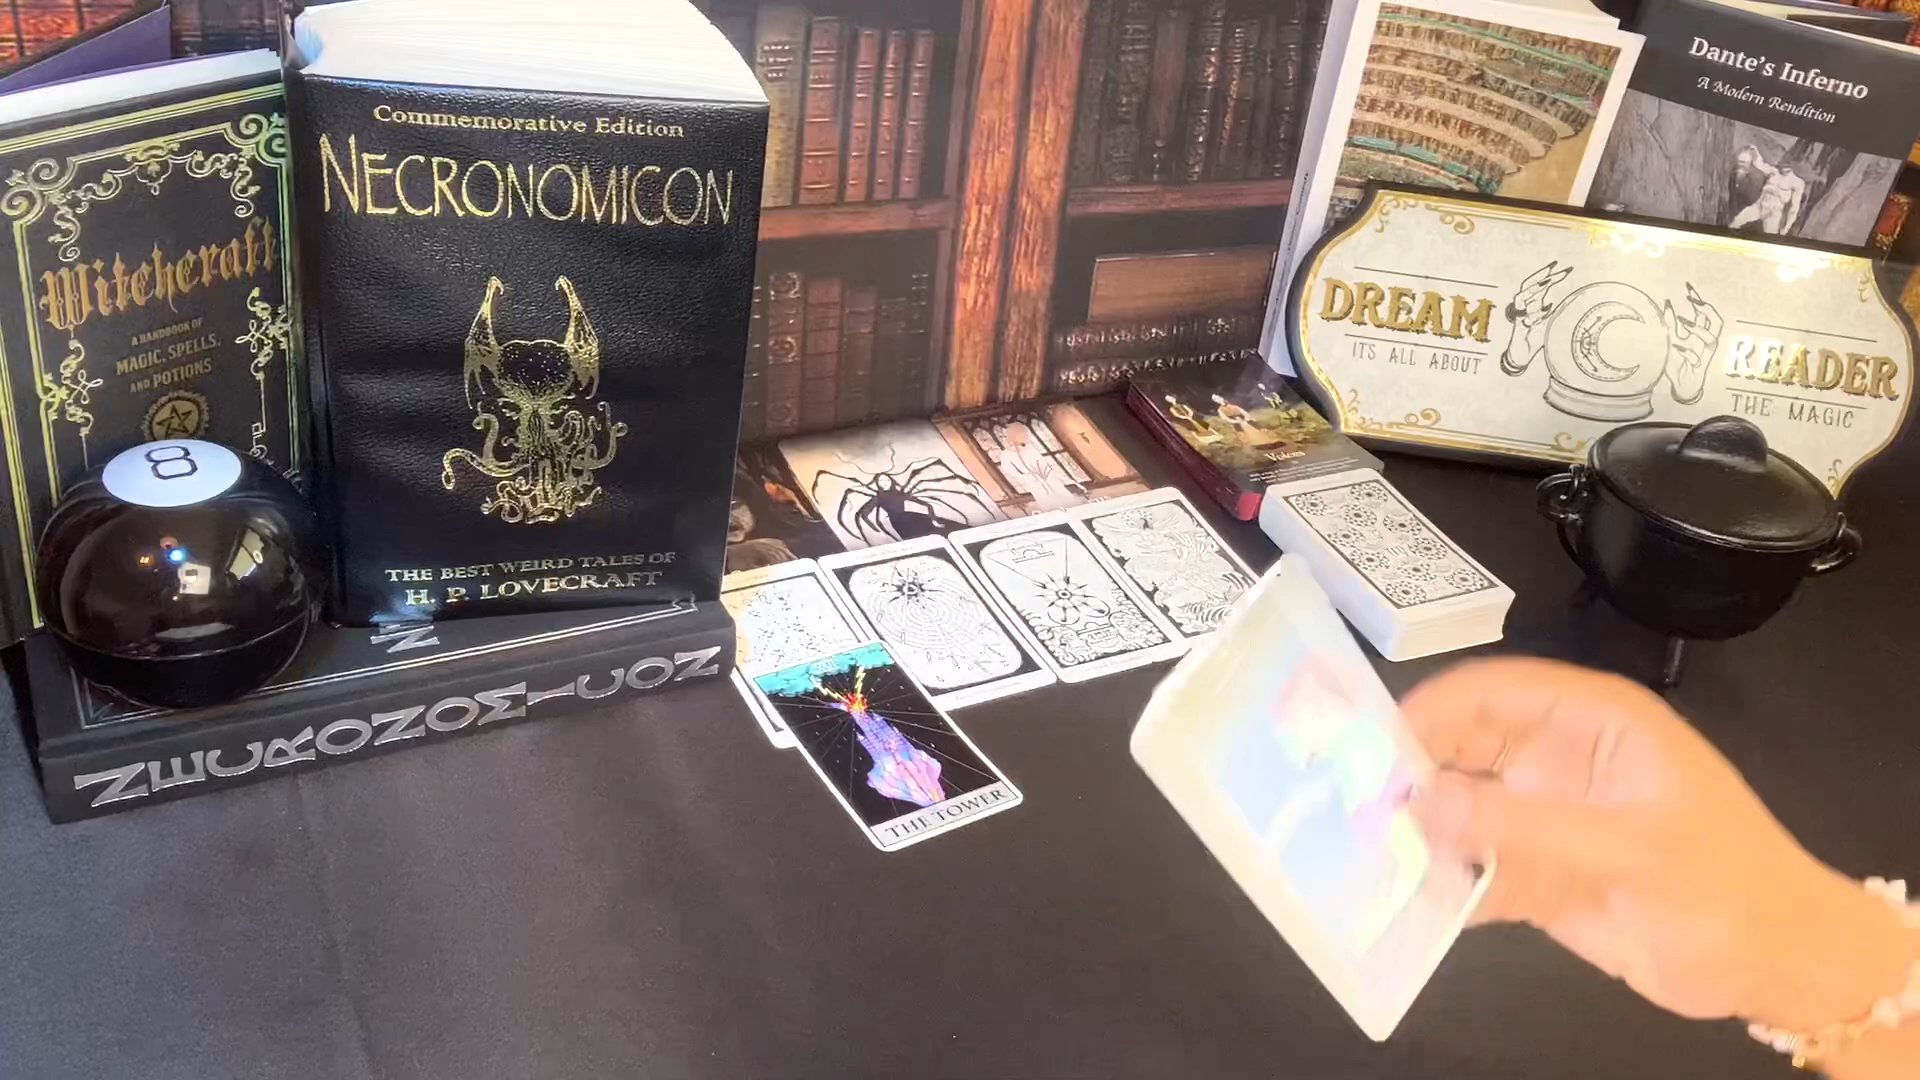 Witchcraft
A HANDBOOK OF
MAGIC, SPELLS,
AND POTIONS
8
Commemorative Edition
NECRONOMICON
THE BEST WEIRD TALES OF
H. P. LOVECRAFT
NECRONOMICON
THE TOWER
Voices
Dante's Inferno
A Modern Rendition
DREAM READER
ITS ALL ABOUT THE MAGIC